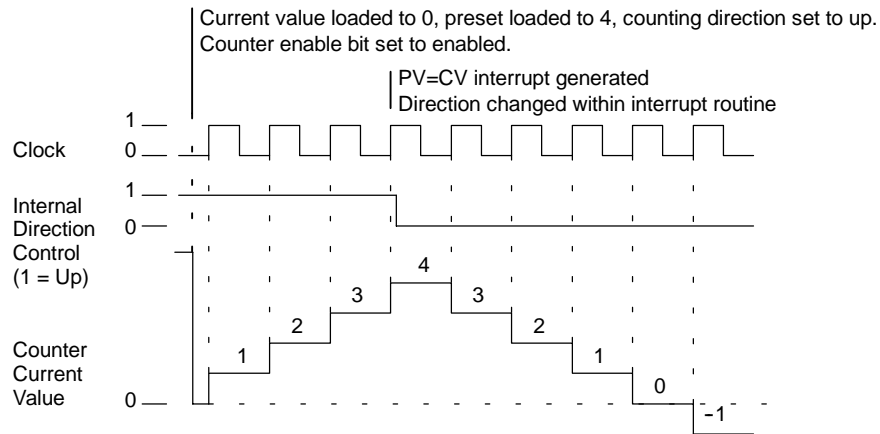 Current value loaded to 0, preset loaded to 4, counting direction set to up.
Counter enable bit set to enabled.
PV=CV interrupt generated
Direction changed within interrupt routine
1
Clock 0
1
Internal
Direction 0
Control
(1 = Up)
4
3 3
2 2
1 1
Counter
Current
Value 0
0
-1